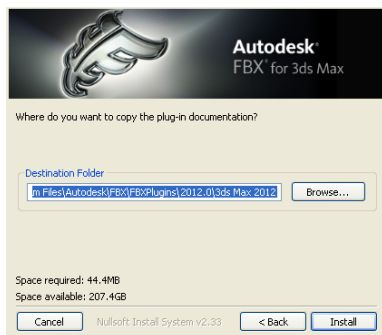 Autodesk®
FBX® for 3ds Max
Where do you want to copy the plug-in documentation?
Destination Folder
m Files\Autodesk\FBX\FBXPlugins\2012.0\3ds Max 2012
Browse...
Space required: 44.4MB
Space available: 207.4GB
Cancel
Nullsoft Install System v2.33
< Back
Install